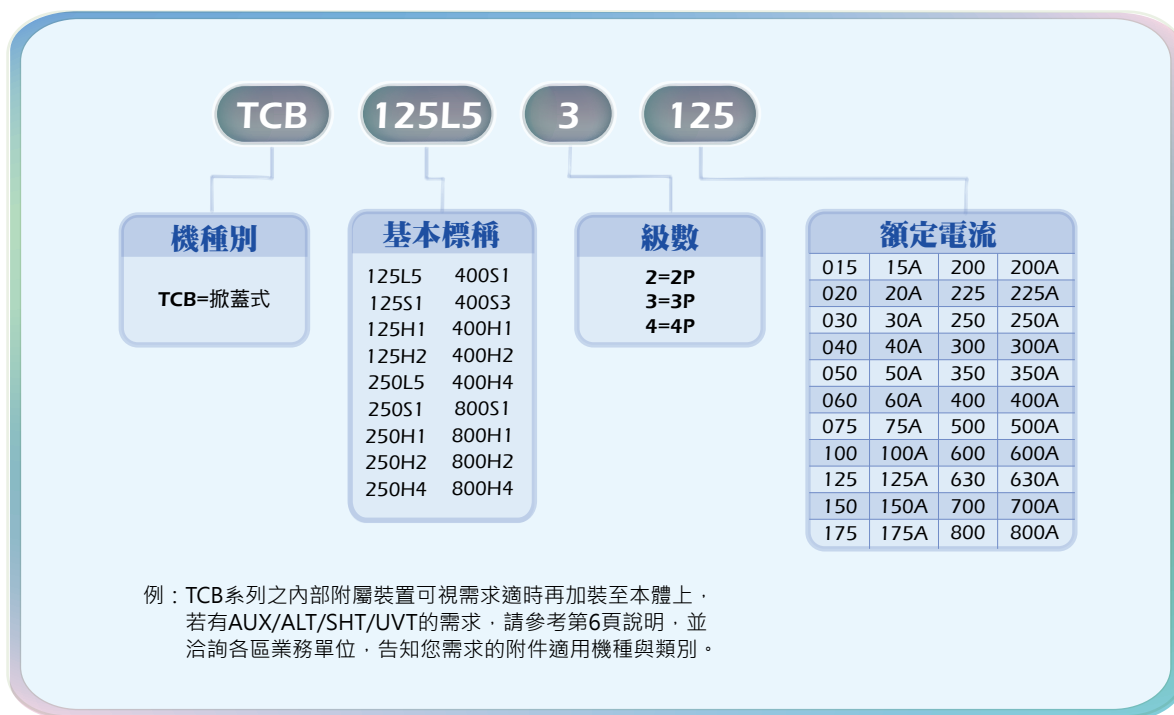 TCB 125L5 3 125
機種別
TCB=掀蓋式
基本標稱
125L5 400S1
125S1 400S3
125H1 400H1
125H2 400H2
250L5 400H4
250S1 800S1
250H1 800H1
250H2 800H2
250H4 800H4
級數
2=2P
3=3P
4=4P
額定電流
015 15A 200 200A
020 20A 225 225A
030 30A 250 250A
040 40A 300 300A
050 50A 350 350A
060 60A 400 400A
075 75A 500 500A
100 100A 600 600A
125 125A 630 630A
150 150A 700 700A
175 175A 800 800A
例：TCB系列之內部附屬裝置可視需求適時再加裝至本體上，
若有AUX/ALT/SHT/UVT的需求，請參考第6頁說明，並
洽詢各區業務單位，告知您需求的附件適用機種與類別。